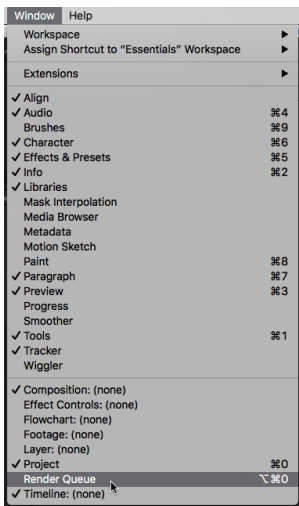 Window Help
Workspace ▶
Assign Shortcut to “Essentials” Workspace ▶
Extensions ▶
✓ Align
✓ Audio ⌘4
Brushes ⌘9
✓ Character ⌘6
✓ Effects & Presets ⌘5
✓ Info ⌘2
✓ Libraries
Mask Interpolation
Media Browser
Metadata
Motion Sketch
Paint ⌘8
✓ Paragraph ⌘7
✓ Preview ⌘3
Progress
Smoother
✓ Tools ⌘1
✓ Tracker
Wiggler
✓ Composition: (none)
Effect Controls: (none)
Flowchart: (none)
Footage: (none)
Layer: (none)
✓ Project ⌘0
Render Queue ⌥⌘0
✓ Timeline: (none)